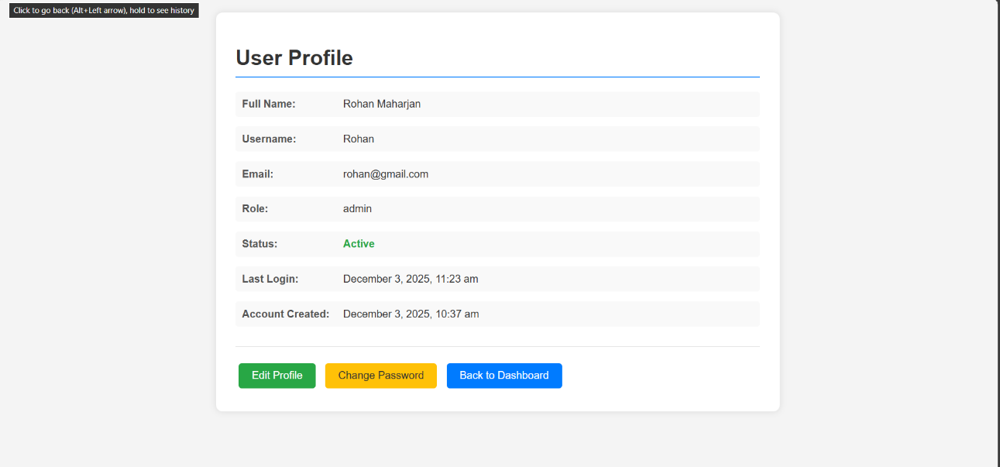 Click to go back (Alt+Left arrow), hold to see history
User Profile
Full Name: Rohan Maharjan
Username: Rohan
Email: rohan@gmail.com
Role: admin
Status: Active
Last Login: December 3, 2025, 11:23 am
Account Created: December 3, 2025, 10:37 am
Edit Profile Change Password Back to Dashboard